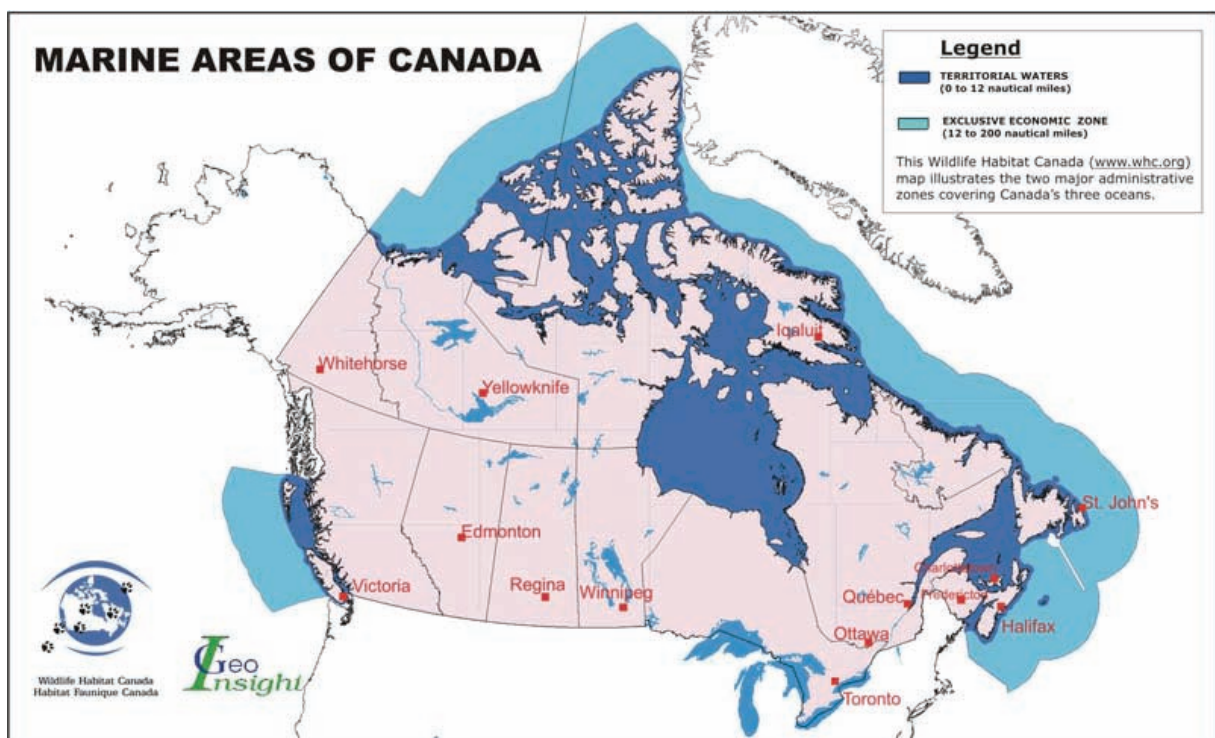 MARINE AREAS OF CANADA
Legend
TERRITORIAL WATERS
(0 to 12 nautical miles)
EXCLUSIVE ECONOMIC ZONE
(12 to 200 nautical miles)
This Wildlife Habitat Canada (www.whc.org)
map illustrates the two major administrative
zones covering Canada's three oceans.
Iqaluit
Whitehorse
Yellowknife
St. John's
Edmonton
Charlottetown
Victoria
Regina
Winnipeg
Québec
Fredericton
Halifax
Ottawa
Toronto
Wildlife Habitat Canada
Habitat Faunique Canada
Geo
Insight